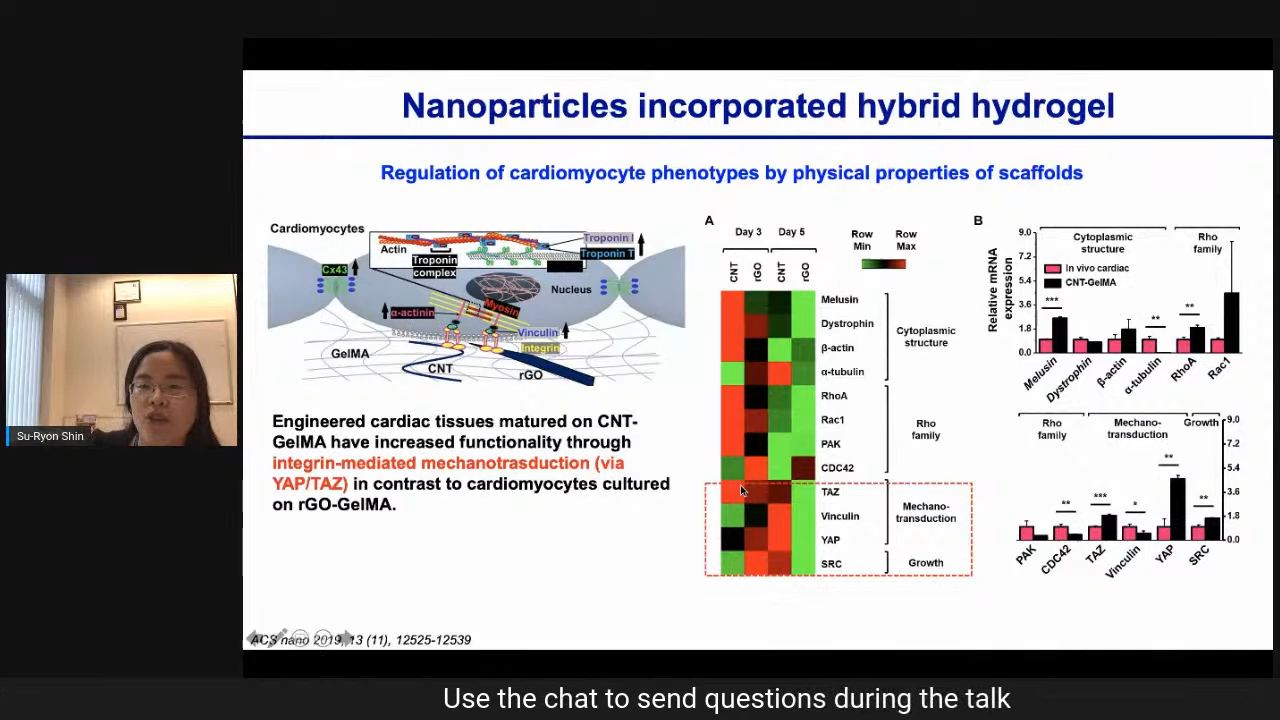 Nanoparticles incorporated hybrid hydrogel
Regulation of cardiomyocyte phenotypes by physical properties of scaffolds
Cardiomyocytes
Actin
Troponin I
Troponin T
Troponin
complex
Cx43
Nucleus
Myosin
α-actinin
Vinculin
Integrin
GelMA
CNT
rGO
Engineered cardiac tissues matured on CNT-
GelMA have increased functionality through
integrin-mediated mechanotrasduction (via
YAP/TAZ) in contrast to cardiomyocytes cultured
on rGO-GelMA.
A
Day 3 Day 5
CNT rGO CNT rGO
Row
Min
Row
Max
Melusin
Dystrophin
β-actin
α-tubulin
Cytoplasmic
structure
RhoA
Rac1
PAK
CDC42
Rho
family
TAZ
Vinculin
YAP
Mechano-
transduction
SRC
Growth
B
Relative mRNA
expression
9.0
7.2
6.0
3.6
1.8
0.0
Cytoplasmic
structure
Rho
family
In vivo cardiac
CNT-GelMA
***
**
**
Melusin
Dystrophin
β-actin
α-tubulin
RhoA
Rac1
Rho
family
Mechano-
transduction
Growth
9.0
7.2
5.4
3.6
1.8
0.0
**
***
*
**
**
PAK
CDC42
TAZ
Vinculin
YAP
SRC
Su-Ryon Shin
ACS nano 2019, 13 (11), 12525-12539
Use the chat to send questions during the talk